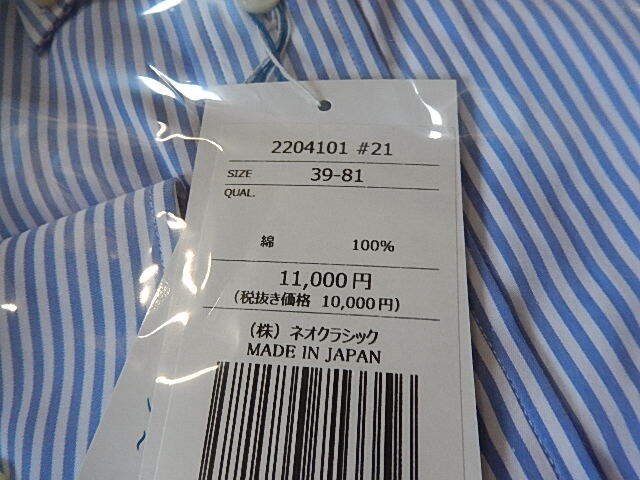 2204101 #21
SIZE 39-81
QUAL.
綿 100%
11,000円
(税抜き価格 10,000円)
(株) ネオクラシック
MADE IN JAPAN